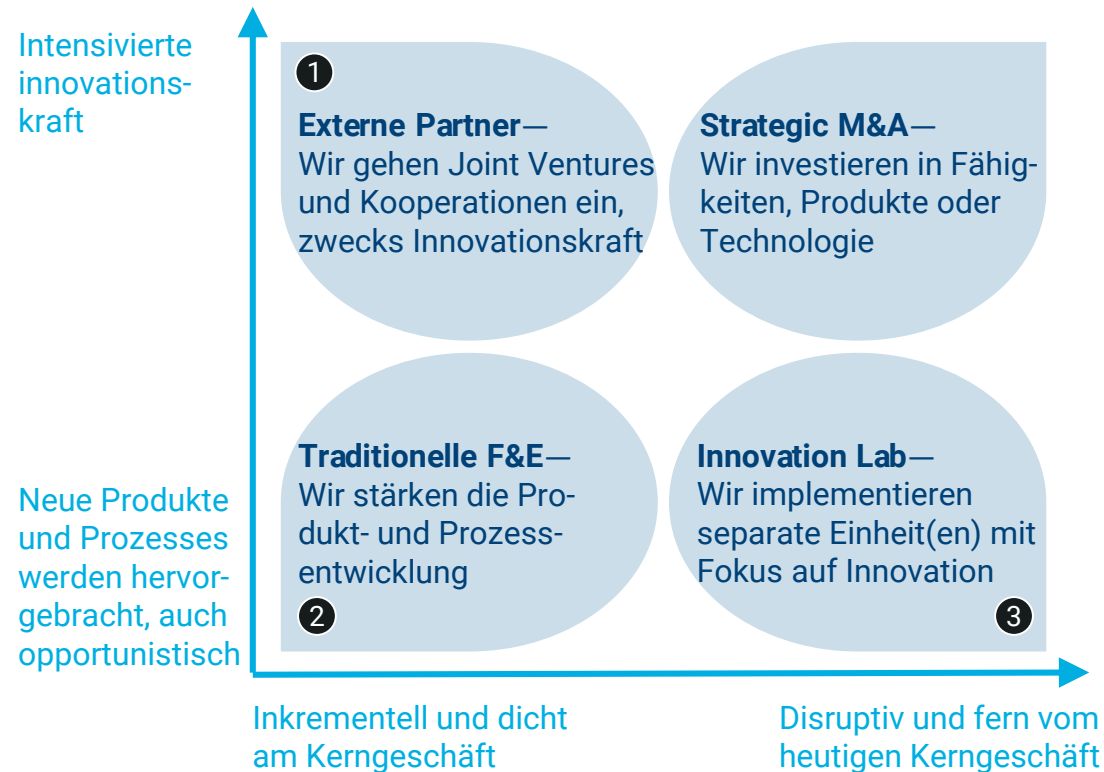 Intensivierte
innovations-
kraft
1
Externe Partner—
Wir gehen Joint Ventures
und Kooperationen ein,
zwecks Innovationskraft
Strategic M&A—
Wir investieren in Fähig-
keiten, Produkte oder
Technologie
Neue Produkte
und Prozesses
werden hervor-
gebracht, auch
opportunistisch
Traditionelle F&E—
Wir stärken die Pro-
dukt- und Prozess-
entwicklung
2
Innovation Lab—
Wir implementieren
separate Einheit(en) mit
Fokus auf Innovation
3
Inkrementell und dicht
am Kerngeschäft
Disruptiv und fern vom
heutigen Kerngeschäft